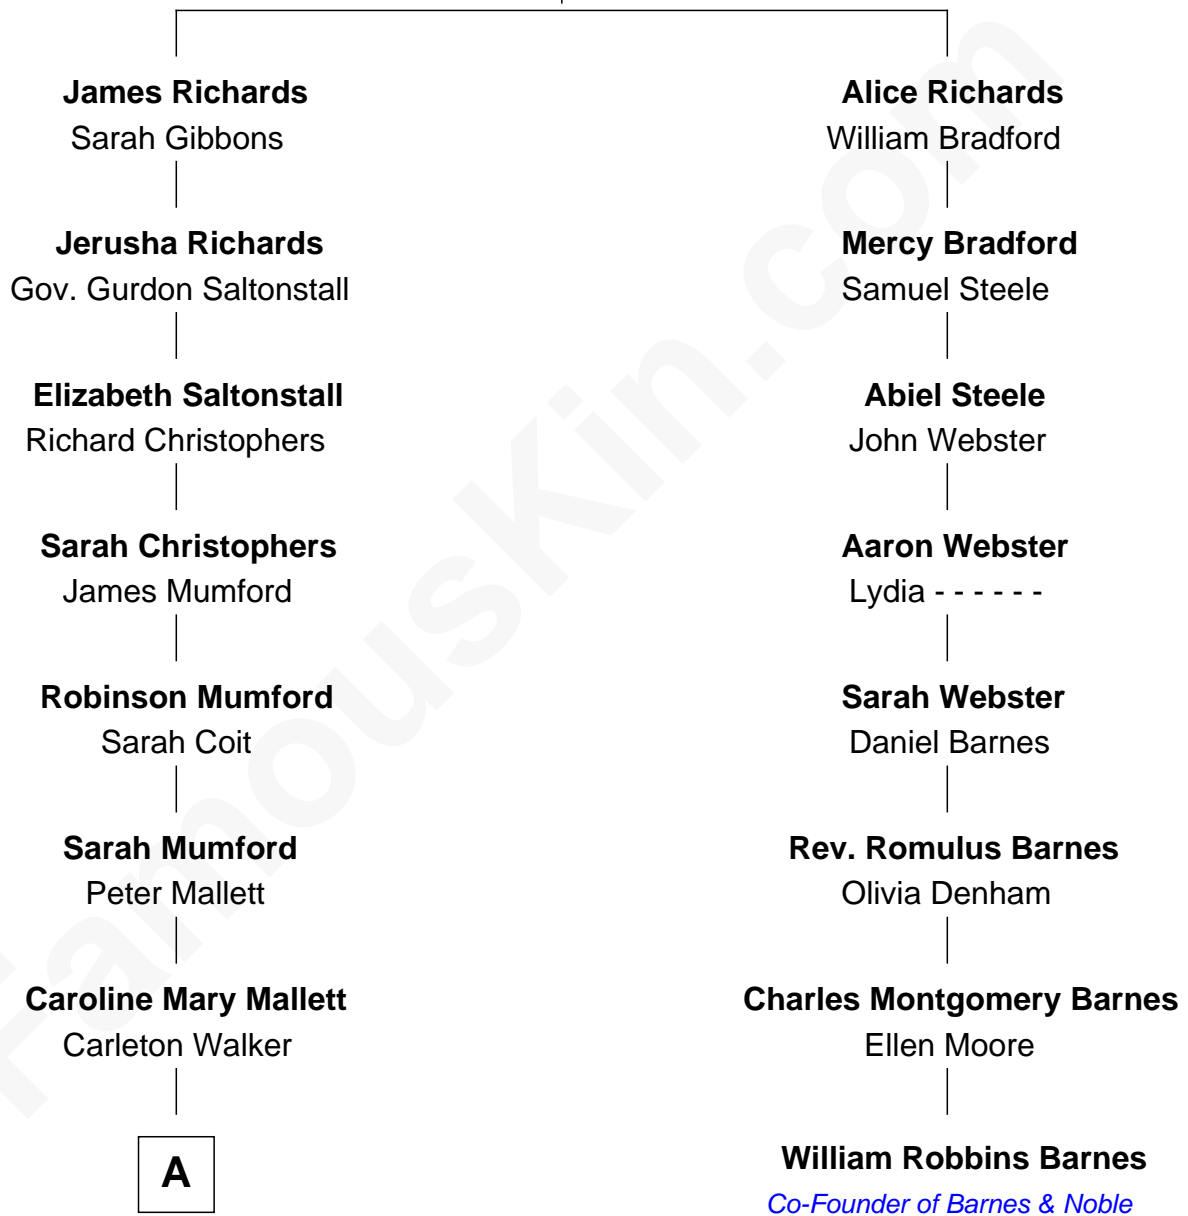 James Richards
Sarah Gibbons
Jerusha Richards
Gov. Gurdon Saltonstall
Elizabeth Saltonstall
Richard Christophers
Sarah Christophers
James Mumford
Robinson Mumford
Sarah Coit
Sarah Mumford
Peter Mallett
Caroline Mary Mallett
Carleton Walker
A
Alice Richards
William Bradford
Mercy Bradford
Samuel Steele
Abiel Steele
John Webster
Aaron Webster
Lydia - - - - - -
Sarah Webster
Daniel Barnes
Rev. Romulus Barnes
Olivia Denham
Charles Montgomery Barnes
Ellen Moore
William Robbins Barnes
Co-Founder of Barnes & Noble
FamousKin.com